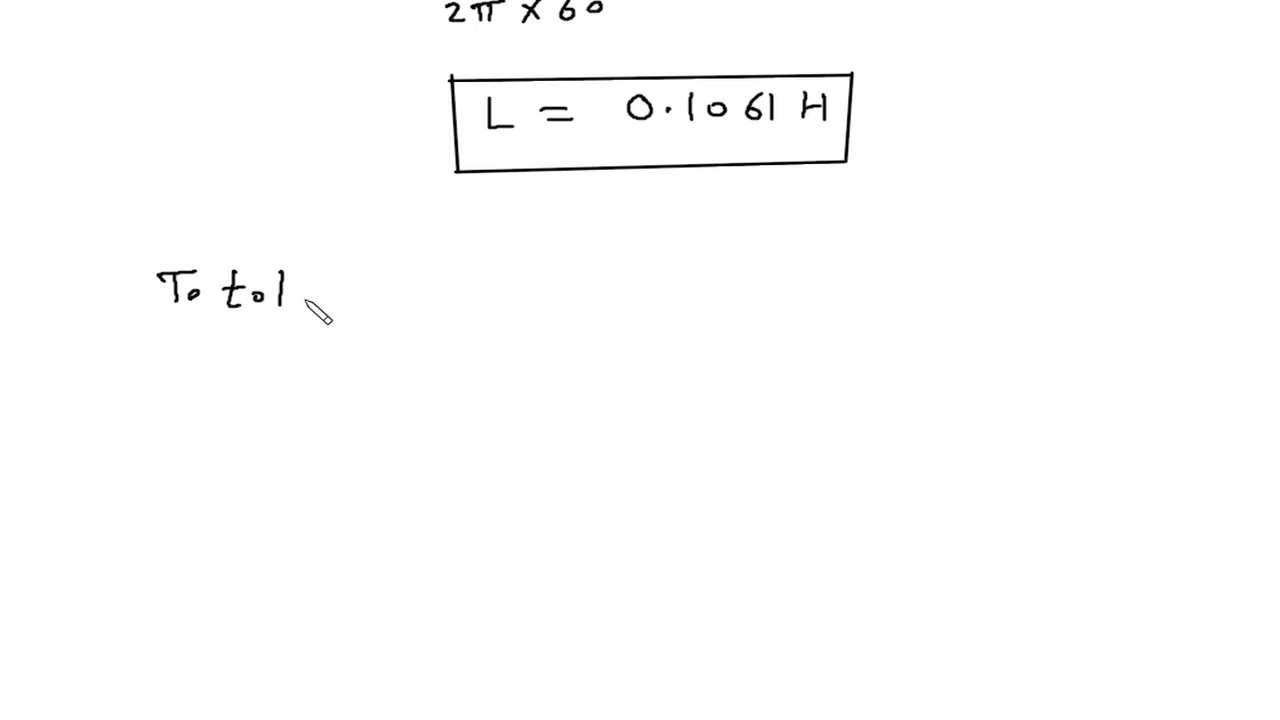 2π × 60
L = 0.1061 H
Total